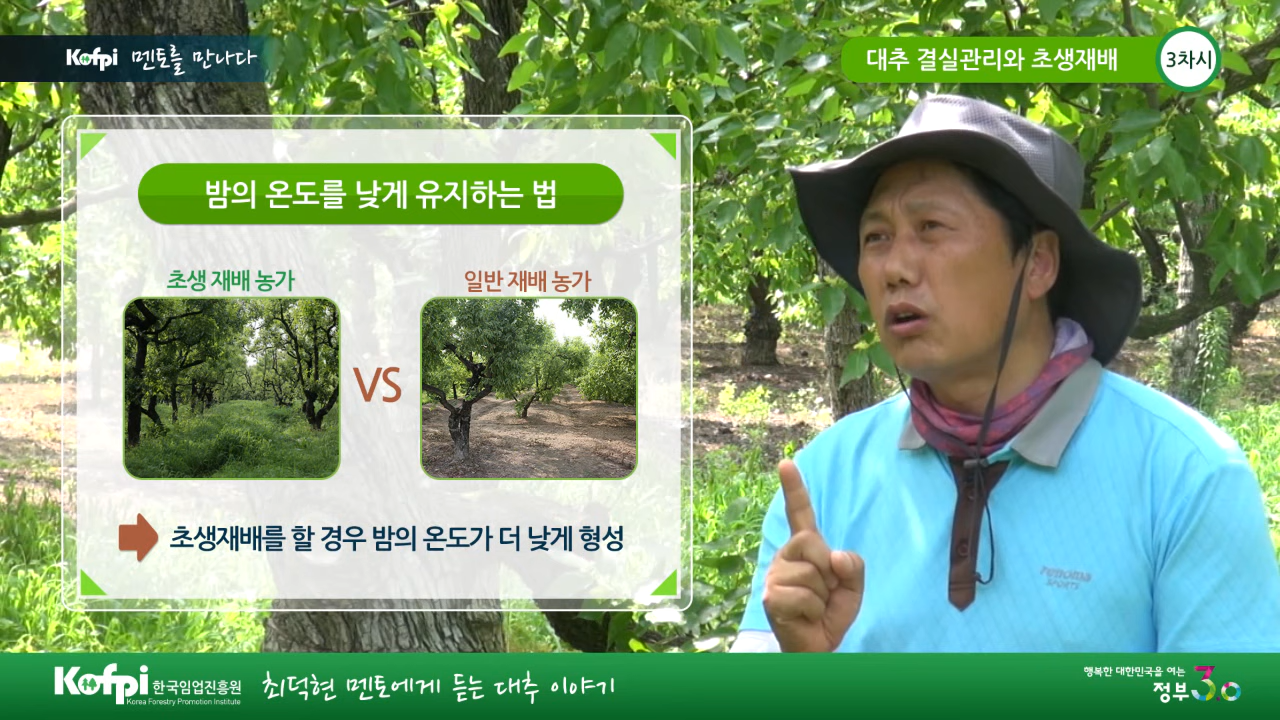 Kofpi 멘토를 만나다
대추 결실관리와 초생재배
3차시
밤의 온도를 낮게 유지하는 법
초생 재배 농가
일반 재배 농가
VS
초생재배를 할 경우 밤의 온도가 더 낮게 형성
renoma
SPORTS
Kofpi 한국임업진흥원
Korea Forestry Promotion Institute
최덕현 멘토에게 듣는 대추 이야기
행복한 대한민국을 여는
정부3.0